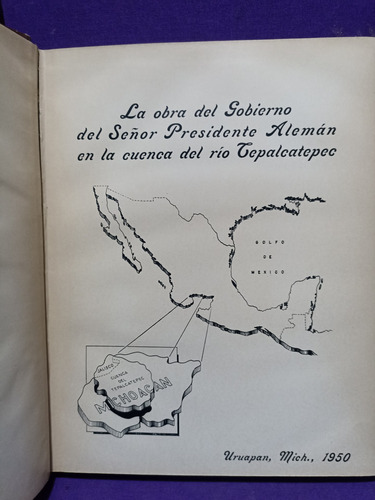 La obra del Gobierno
del Señor Presidente Alemán
en la cuenca del río Tepalcatepec
GOLFO
DE
MEXICO
JALISCO
CUENCA
DEL
TEPALCATEPEC
MICHOACAN
Uruapan, Mich., 1950